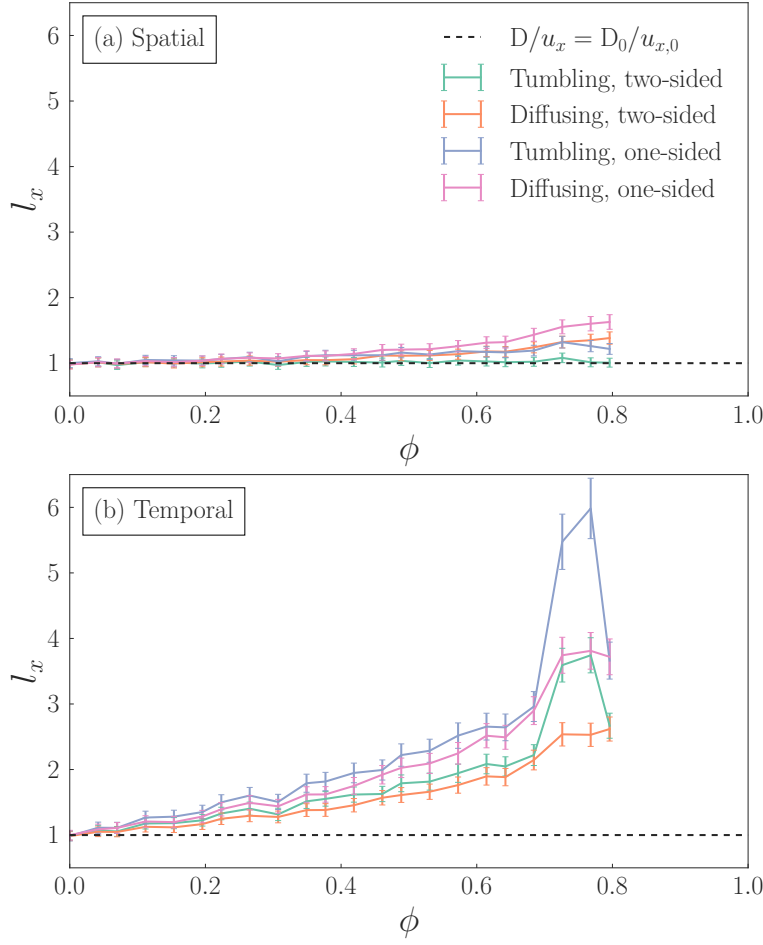 6
5
4
3
2
1
l_x
(a) Spatial
D/u_x = D_0/u_{x,0}
Tumbling, two-sided
Diffusing, two-sided
Tumbling, one-sided
Diffusing, one-sided
0.0 0.2 0.4 0.6 0.8 1.0
ϕ
6
5
4
3
2
1
l_x
(b) Temporal
0.0 0.2 0.4 0.6 0.8 1.0
ϕ